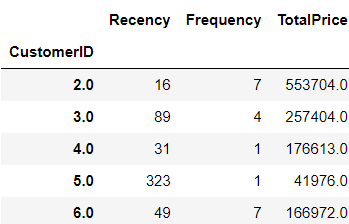 Recency Frequency TotalPrice
CustomerID
2.0 16 7 553704.0
3.0 89 4 257404.0
4.0 31 1 176613.0
5.0 323 1 41976.0
6.0 49 7 166972.0